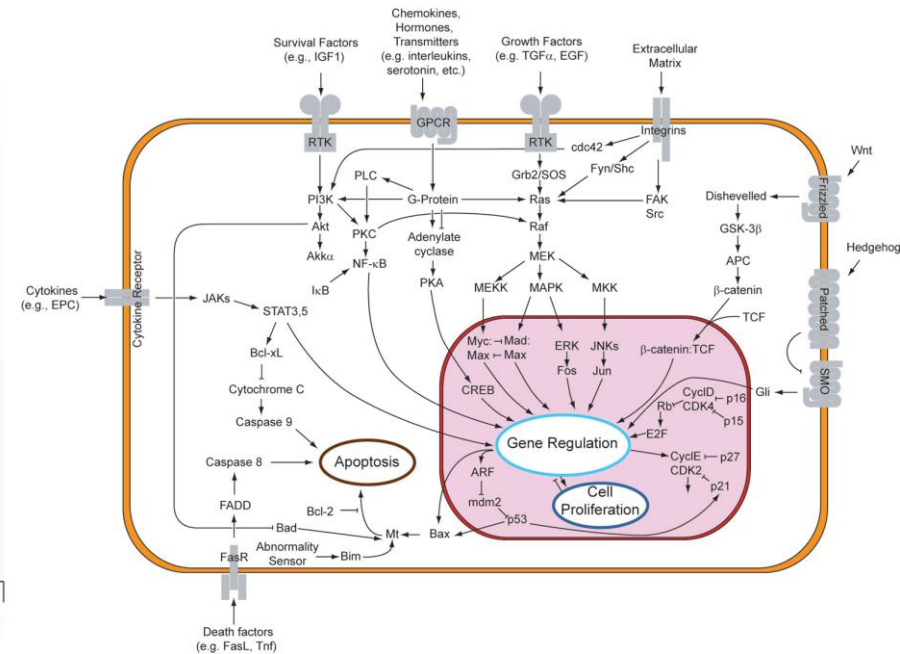 Chemokines,
Hormones,
Transmitters
(e.g. interleukins,
serotonin, etc.)
Survival Factors
(e.g., IGF1)
Growth Factors
(e.g. TGFα, EGF)
Extracellular
Matrix
RTK
GPCR
RTK
Integrins
cdc42
Wnt
PLC
Grb2/SOS
Fyn/Shc
Frizzled
PI3K
G-Protein
Ras
FAK
Src
Dishevelled
Akt
PKC
Adenylate
cyclase
Raf
GSK-3β
Akkα
NF-κB
MEK
APC
Hedgehog
IκB
PKA
MEKK
MAPK
MKK
β-catenin
Cytokines
(e.g., EPC)
Cytokine Receptor
JAKs
STAT3,5
TCF
Patched
Myc:
Max
Mad:
Max
ERK
JNKs
β-catenin:TCF
Bcl-xL
Fos
Jun
SMO
Cytochrome C
CREB
Gli
CyclD
CDK4
p16
p15
Rb
E2F
Caspase 9
Gene Regulation
CyclE
CDK2
p27
p21
Caspase 8
Apoptosis
ARF
mdm2
Cell
Proliferation
FADD
Bcl-2
p53
Bad
Mt
Bax
Abnormality
Sensor
Bim
FasR
Death factors
(e.g. FasL, Tnf)